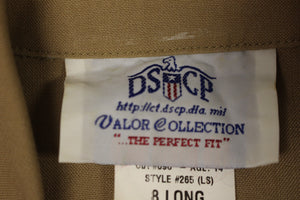 DSCP
http://ct.dscp.dla.mil
VALOR COLLECTION
"...THE PERFECT FIT"
STYLE #265 (LS)
8 LONG